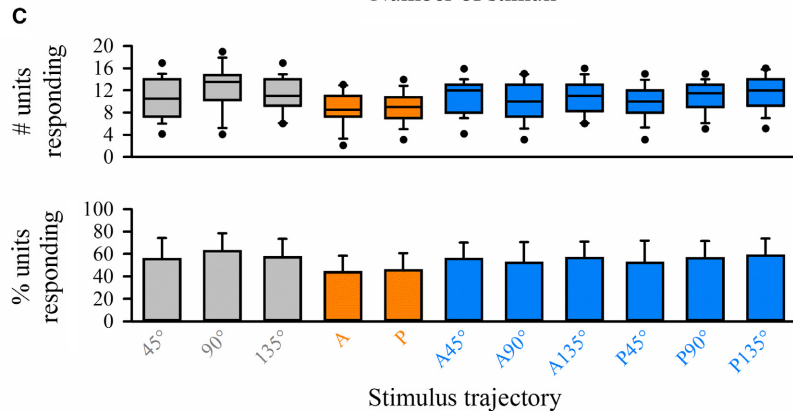 C
20
16
12
8
4
0
# units
responding
100
80
60
40
20
0
% units
responding
45°
90°
135°
A
P
A45°
A90°
A135°
P45°
P90°
P135°
Stimulus trajectory